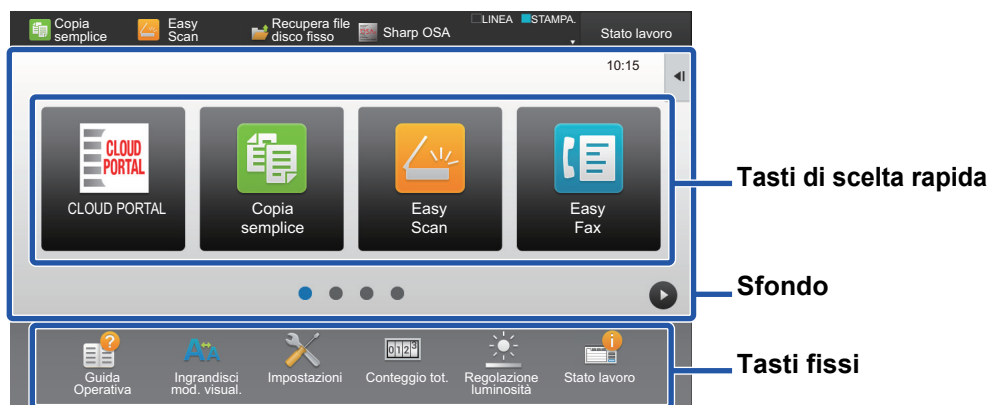 Copia
semplice
Easy
Scan
Recupera file
disco fisso
Sharp OSA
LINEA STAMPA.
Stato lavoro
10:15
CLOUD
PORTAL
CLOUD PORTAL
Copia
semplice
Easy
Scan
Easy
Fax
Tasti di scelta rapida
Sfondo
Guida
Operativa
Ingrandisci
mod. visual.
Impostazioni
Conteggio tot.
Regolazione
luminosità
Stato lavoro
Tasti fissi